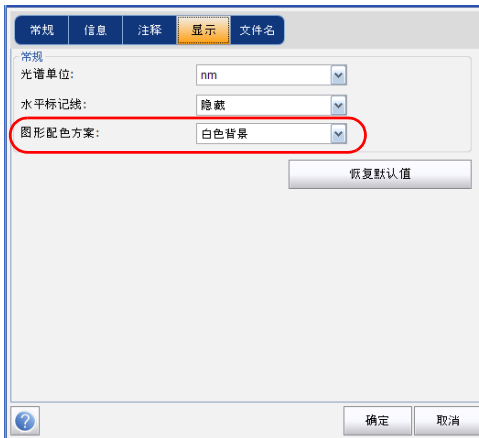 常规 信息 注释 显示 文件名
常规
光谱单位: nm
水平标记线: 隐藏
图形配色方案: 白色背景
恢复默认值
? 确定 取消